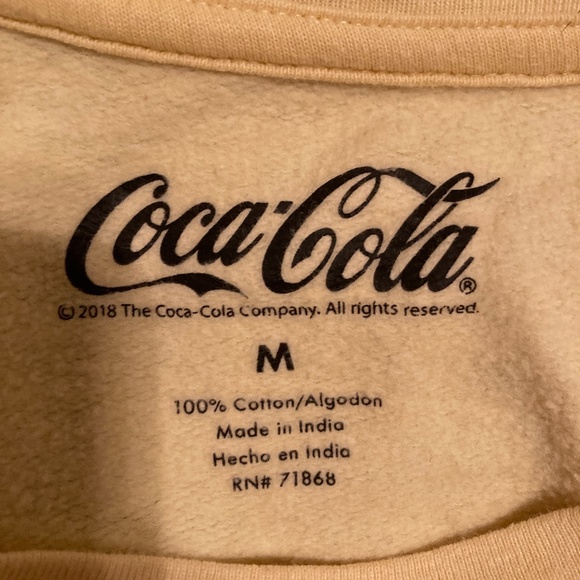 Coca-Cola®
© 2018 The Coca-Cola Company. All rights reserved.
M
100% Cotton/Algodon
Made in India
Hecho en India
RN# 71868